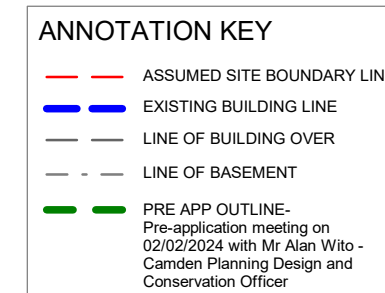 ANNOTATION KEY
ASSUMED SITE BOUNDARY LIN
EXISTING BUILDING LINE
LINE OF BUILDING OVER
LINE OF BASEMENT
PRE APP OUTLINE-
Pre-application meeting on
02/02/2024 with Mr Alan Wito -
Camden Planning Design and
Conservation Officer